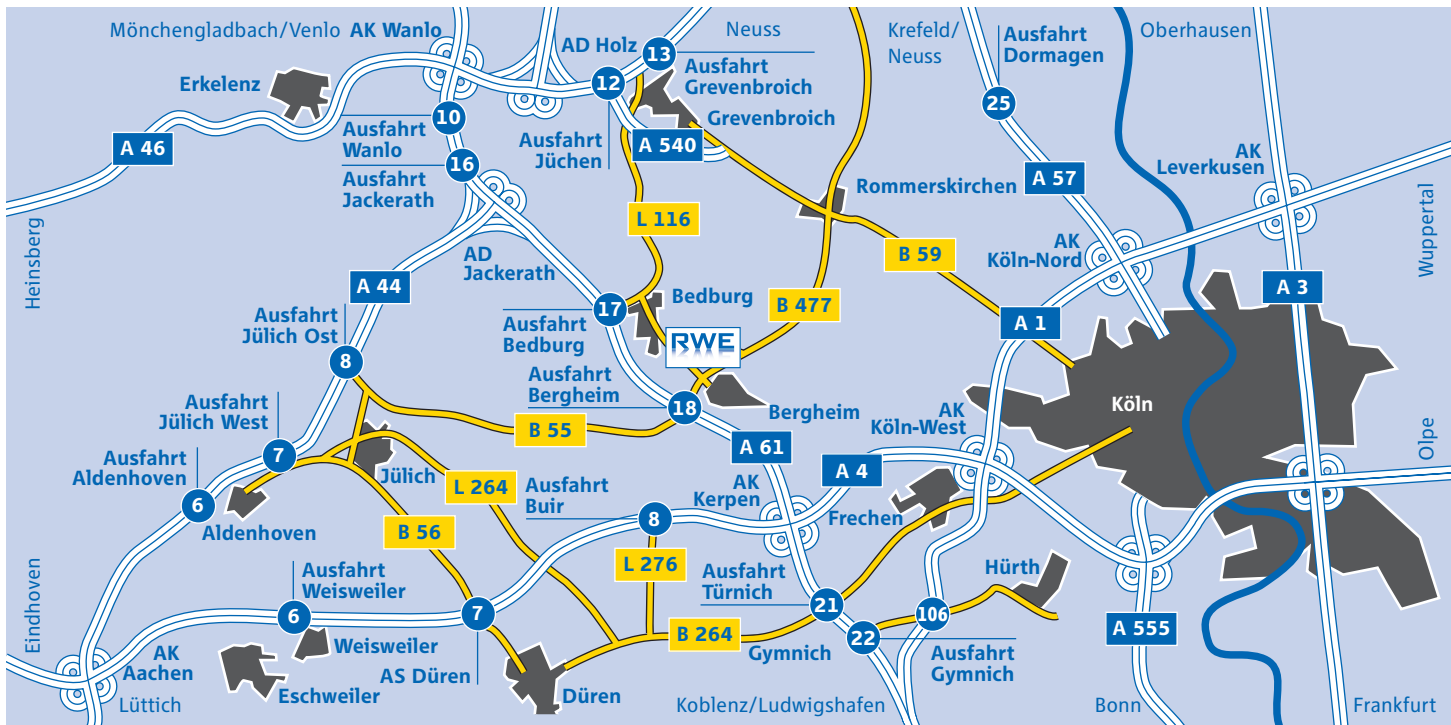 Mönchengladbach/Venlo AK Wanlo
AD Holz
13
Neuss
Krefeld/
Neuss
Ausfahrt
Dormagen
Oberhausen
Erkelenz
12
Ausfahrt
Grevenbroich
Grevenbroich
25
10
Ausfahrt
Wanlo
A 46
16
Ausfahrt
Jackerath
Ausfahrt
Jüchen
A 540
AK
Leverkusen
Rommerskirchen
A 57
Heinsberg
L 116
Wuppertal
AD
Jackerath
B 59
AK
Köln-Nord
A 44
A 3
17
Bedburg
B 477
A 1
Ausfahrt
Jülich Ost
8
Ausfahrt
Bedburg
RWE
Ausfahrt
Bergheim
18
Bergheim
Köln
Ausfahrt
Jülich West
7
B 55
AK
Köln-West
A 61
Olpe
Ausfahrt
Aldenhoven
6
Jülich
L 264
Ausfahrt
Buir
8
AK
Kerpen
A 4
Frechen
Aldenhoven
B 56
L 276
Eindhoven
Ausfahrt
Weisweiler
6
7
Ausfahrt
Türnich
21
Hürth
106
Weisweiler
B 264
22
Gymnich
A 555
AK
Aachen
AS Düren
Ausfahrt
Gymnich
Eschweiler
Düren
Lüttich
Koblenz/Ludwigshafen
Bonn
Frankfurt